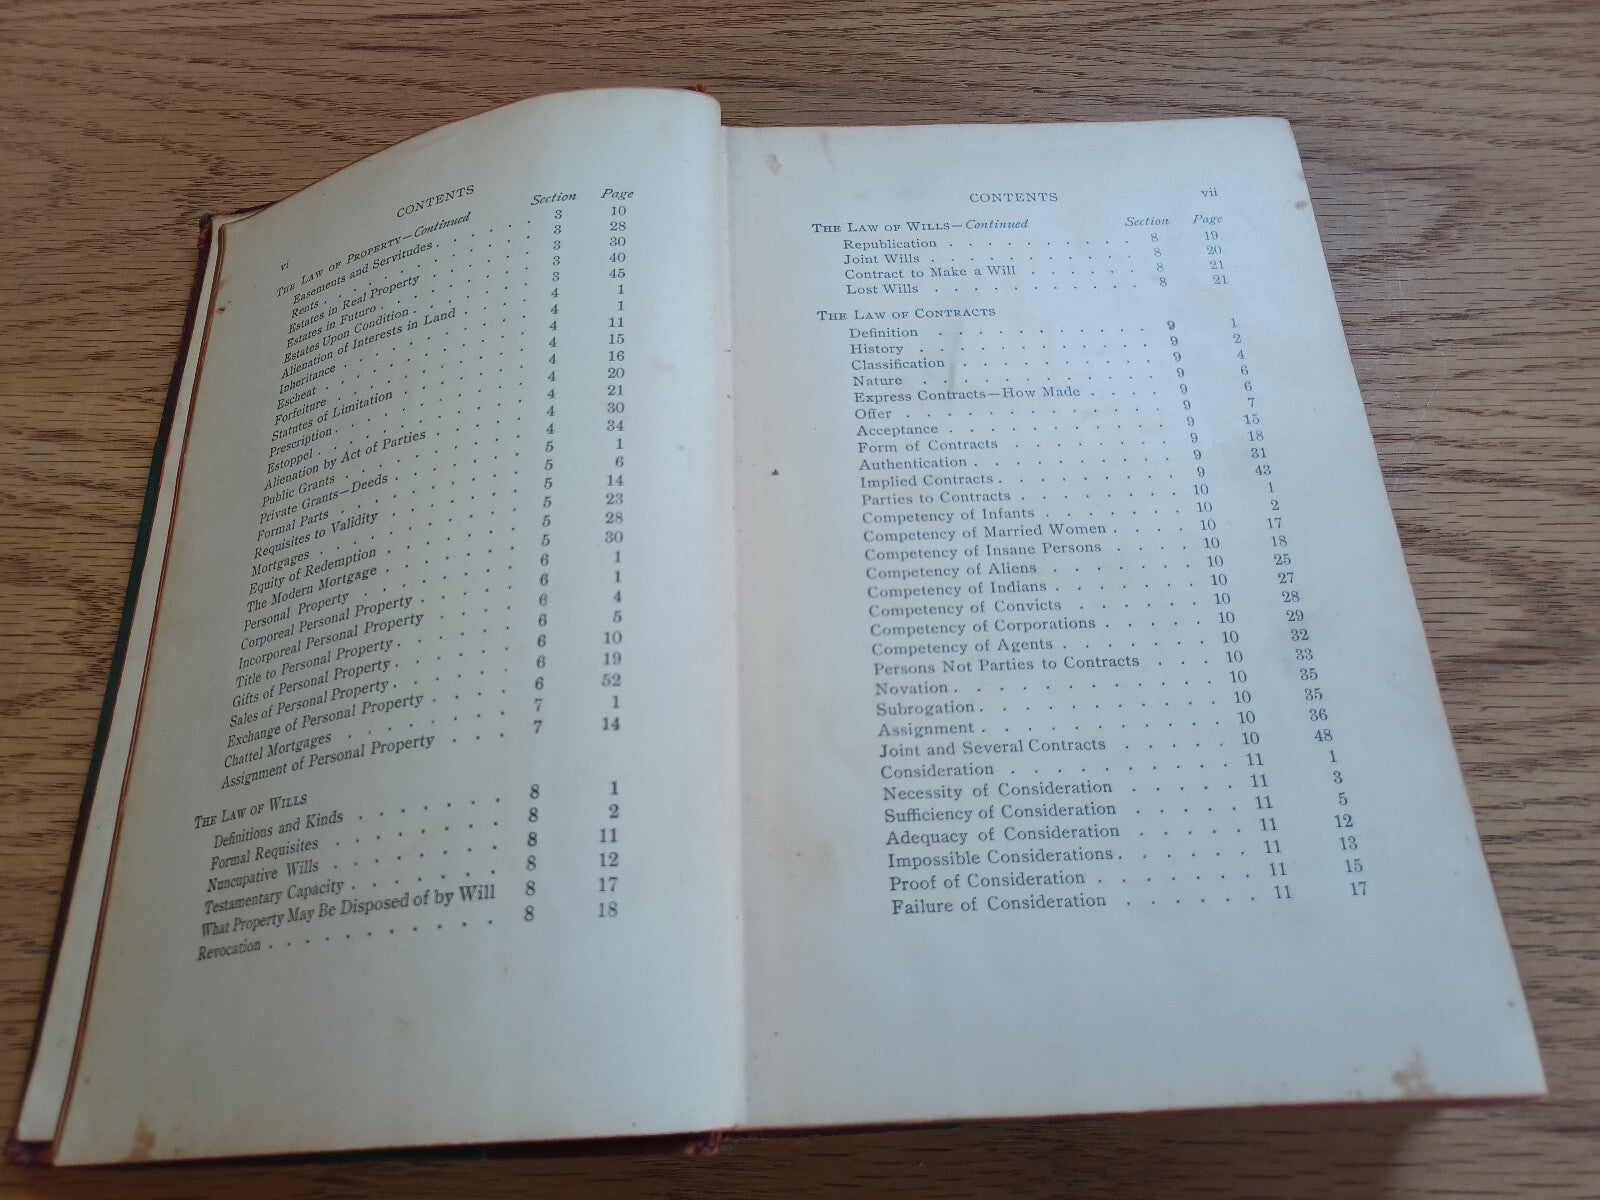 vi CONTENTS
THE LAW OF PROPERTY—Continued Section Page
Easements and Servitudes . . . . . . 3 10
Rents . . . . . . . . . . 3 28
Estates in Real Property . . . . . . 3 30
Estates in Futuro . . . . . . . . 3 40
Estates Upon Condition . . . . . . . 3 45
Alienation of Interests in Land . . . . 4 1
Inheritance . . . . . . . . . 4 1
Escheat . . . . . . . . . . 4 11
Forfeiture . . . . . . . . . 4 15
Statutes of Limitation . . . . . . . 4 16
Prescription . . . . . . . . . 4 20
Estoppel . . . . . . . . . . 4 21
Alienation by Act of Parties . . . . . 4 30
Public Grants . . . . . . . . . 4 34
Private Grants—Deeds . . . . . . . 5 1
Formal Parts . . . . . . . . . 5 6
Requisites to Validity . . . . . . . 5 14
Mortgages . . . . . . . . . . 5 23
Equity of Redemption . . . . . . . 5 28
The Modern Mortgage . . . . . . . 5 30
Personal Property . . . . . . . . 6 1
Corporeal Personal Property . . . . . 6 1
Incorporeal Personal Property . . . . . 6 4
Title to Personal Property . . . . . . 6 5
Gifts of Personal Property . . . . . . 6 10
Sales of Personal Property . . . . . . 6 19
Exchange of Personal Property . . . . . 6 52
Chattel Mortgages . . . . . . . . 7 1
Assignment of Personal Property . . . . 7 14
THE LAW OF WILLS
Definitions and Kinds . . . . . . . 8 1
Formal Requisites . . . . . . . . 8 2
Nuncupative Wills . . . . . . . . 8 11
Testamentary Capacity . . . . . . . 8 12
What Property May Be Disposed of by Will 8 17
Revocation . . . . . . . . . . 8 18
CONTENTS vii
THE LAW OF WILLS—Continued Section Page
Republication . . . . . . . . . 8 19
Joint Wills . . . . . . . . . . 8 20
Contract to Make a Will . . . . . . 8 21
Lost Wills . . . . . . . . . . 8 21
THE LAW OF CONTRACTS
Definition . . . . . . . . . . 9 1
History . . . . . . . . . . . 9 2
Classification . . . . . . . . . 9 4
Nature . . . . . . . . . . . 9 6
Express Contracts—How Made . . . . 9 6
Offer . . . . . . . . . . . 9 7
Acceptance . . . . . . . . . . 9 15
Form of Contracts . . . . . . . . 9 18
Authentication . . . . . . . . . 9 31
Implied Contracts . . . . . . . . 9 43
Parties to Contracts . . . . . . . 10 1
Competency of Infants . . . . . . . 10 2
Competency of Married Women . . . . 10 17
Competency of Insane Persons . . . . 10 18
Competency of Aliens . . . . . . . 10 25
Competency of Indians . . . . . . . 10 27
Competency of Convicts . . . . . . 10 28
Competency of Corporations . . . . . 10 29
Competency of Agents . . . . . . . 10 32
Persons Not Parties to Contracts . . . 10 33
Novation . . . . . . . . . . . 10 35
Subrogation . . . . . . . . . . 10 35
Assignment . . . . . . . . . . 10 36
Joint and Several Contracts . . . . . 10 48
Consideration . . . . . . . . . 11 1
Necessity of Consideration . . . . . 11 3
Sufficiency of Consideration . . . . . 11 5
Adequacy of Consideration . . . . . 11 12
Impossible Considerations . . . . . . 11 13
Proof of Consideration . . . . . . . 11 15
Failure of Consideration . . . . . . 11 17